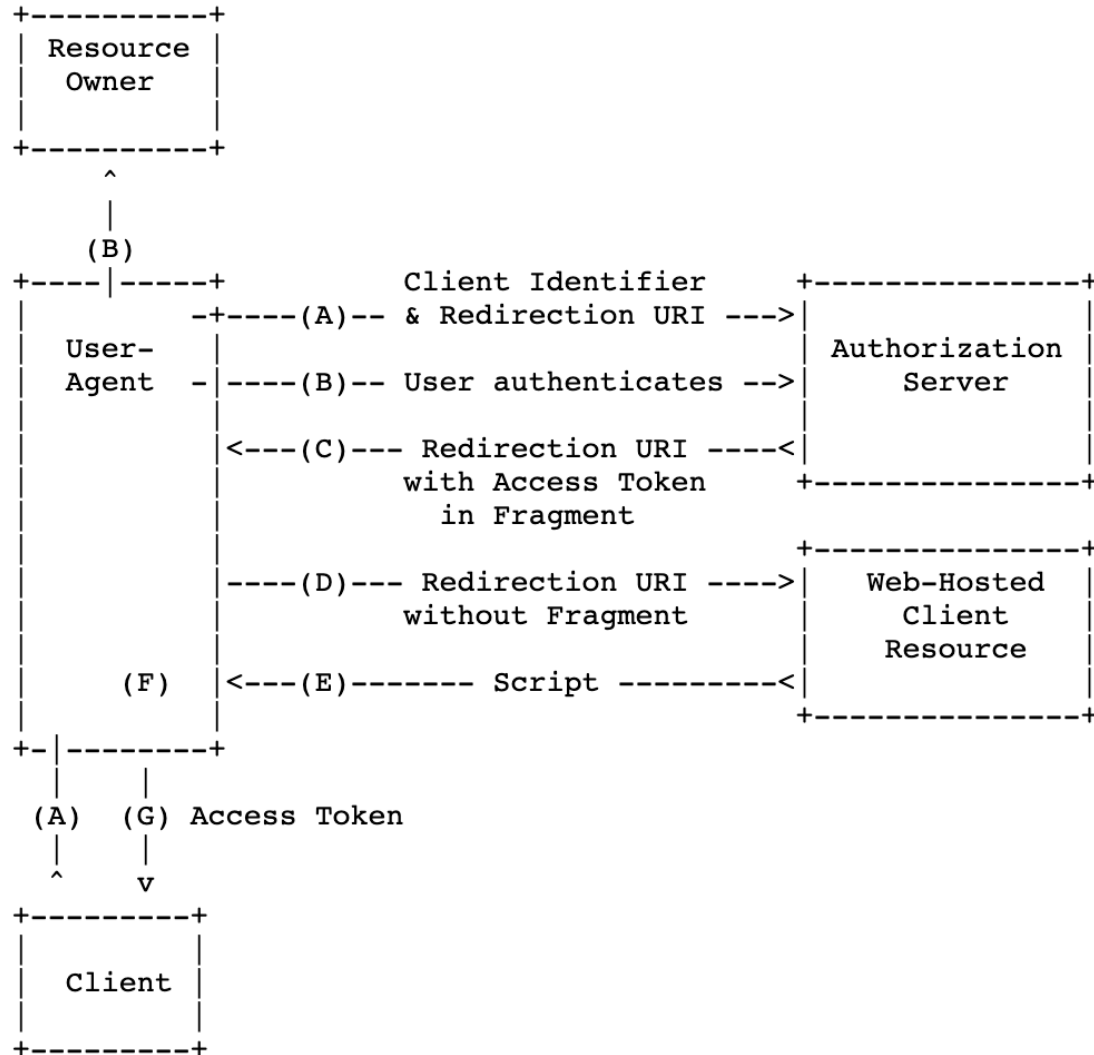 +----------+
| Resource |
|  Owner   |
|          |
+----------+
     ^
     |
    (B)
+----|-----+          Client Identifier     +---------------+
|         -+----(A)-- & Redirection URI --->|               |
|  User-   |                                | Authorization |
|  Agent  -|----(B)-- User authenticates -->|     Server    |
|          |                                |               |
|          |<---(C)--- Redirection URI ----<|               |
|          |          with Access Token     +---------------+
|          |            in Fragment
|          |                                +---------------+
|          |----(D)--- Redirection URI ---->|   Web-Hosted  |
|          |          without Fragment      |     Client    |
|          |                                |    Resource   |
|     (F)  |<---(E)------- Script ---------<|               |
|          |                                +---------------+
+-|--------+
  |    |
 (A)  (G) Access Token
  |    |
  ^    v
+---------+
|         |
|  Client |
|         |
+---------+